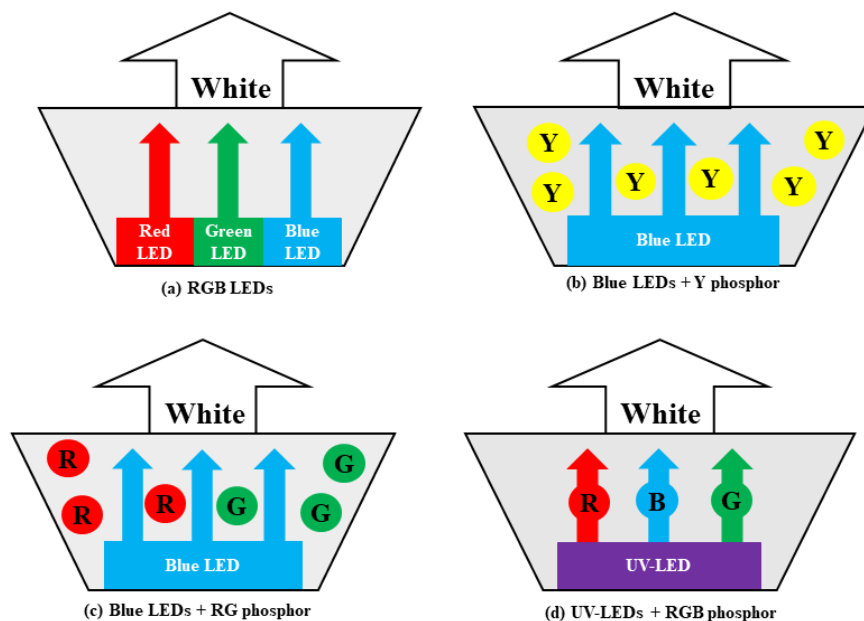 White
Red LED
Green LED
Blue LED
(a) RGB LEDs
White
Y
Y
Y
Y
Y
Y
Blue LED
(b) Blue LEDs + Y phosphor
White
R
R
R
G
G
G
Blue LED
(c) Blue LEDs + RG phosphor
White
R
B
G
UV-LED
(d) UV-LEDs + RGB phosphor